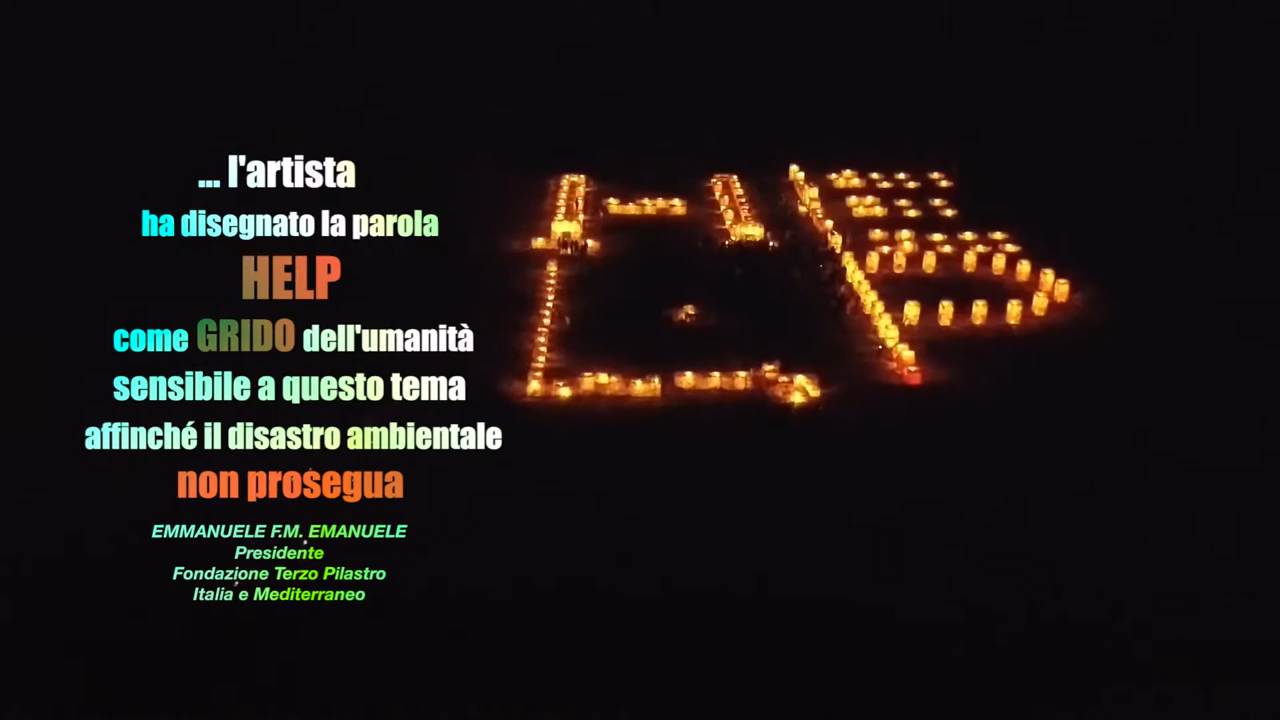 ... l'artista
ha disegnato la parola
HELP
come GRIDO dell'umanità
sensibile a questo tema
affinché il disastro ambientale
non prosegua
EMMANUELE F.M. EMANUELE
Presidente
Fondazione Terzo Pilastro
Italia e Mediterraneo
HELP